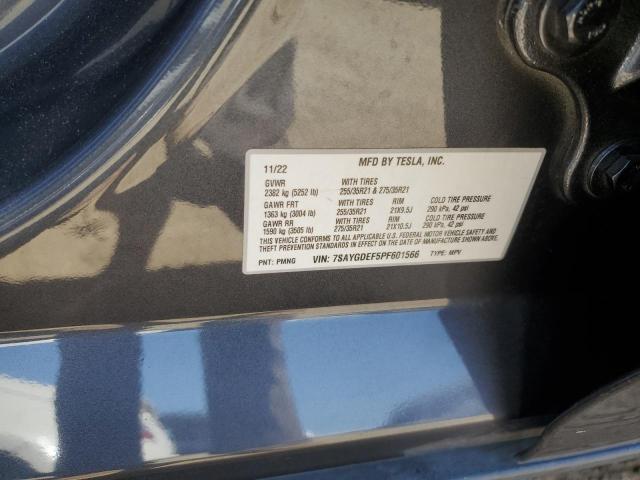 11/22 MFD BY TESLA, INC.
GVWR WITH TIRES
2382 kg (5252 lb) 255/35R21 & 275/35R21
GAWR FRT WITH TIRES RIM COLD TIRE PRESSURE
1363 kg (3004 lb) 255/35R21 21X9.5J 290 kPa, 42 psi
GAWR RR WITH TIRES RIM COLD TIRE PRESSURE
1590 kg (3505 lb) 275/35R21 21X10.5J 290 kPa, 42 psi
THIS VEHICLE CONFORMS TO ALL APPLICABLE U.S. FEDERAL MOTOR VEHICLE SAFETY AND
THEFT PREVENTION STANDARDS IN EFFECT ON THE DATE OF MANUFACTURE SHOWN ABOVE.
PNT: PMNG VIN: 7SAYGDEF5PF601566 TYPE: MPV